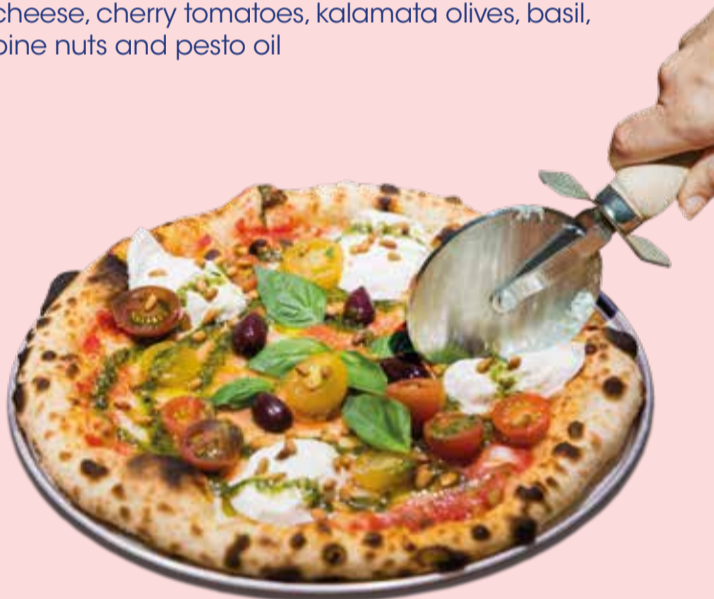 cheese, cherry tomatoes, kalamata olives, basil,
pine nuts and pesto oil